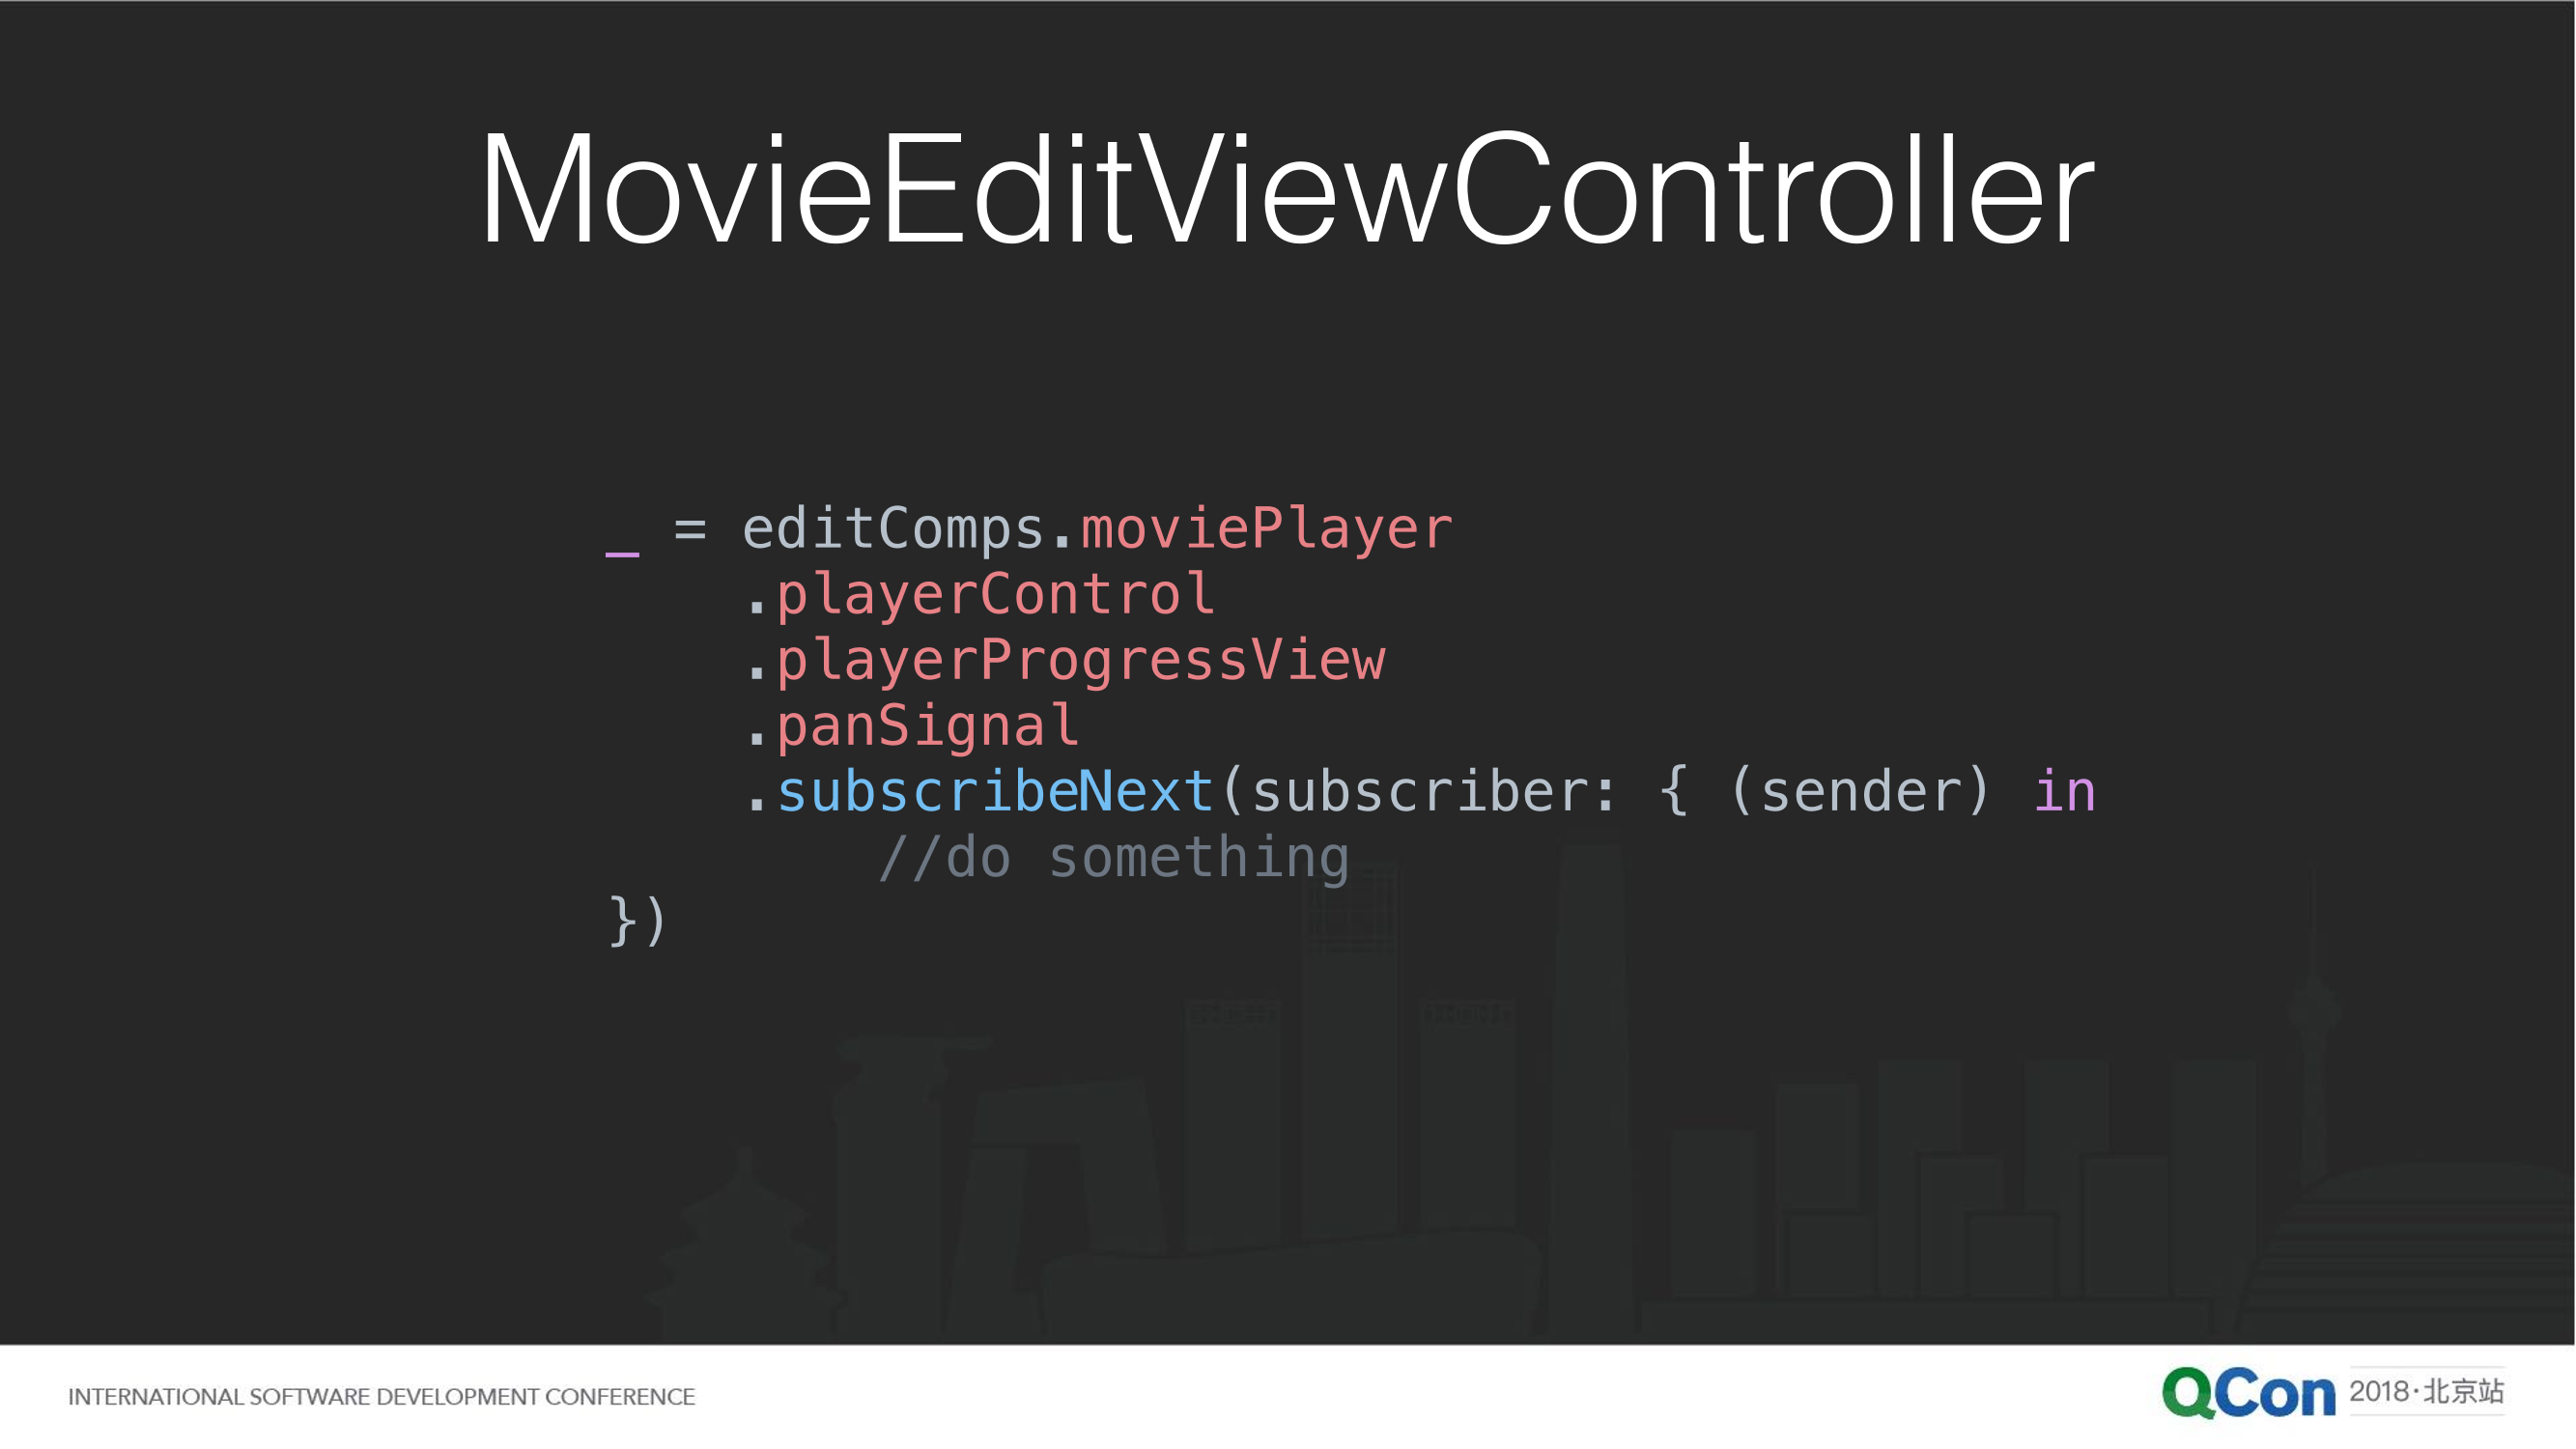 MovieEditViewController
_ = editComps.moviePlayer
    .playerControl
    .playerProgressView
    .panSignal
    .subscribeNext(subscriber: { (sender) in
        //do something
})
INTERNATIONAL SOFTWARE DEVELOPMENT CONFERENCE
QCon 2018·北京站